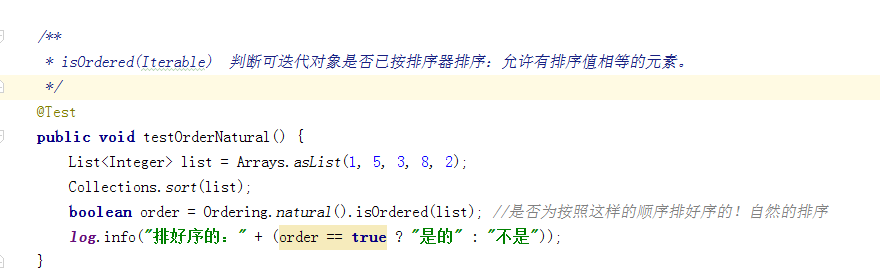 /**
 * isOrdered(Iterable)  判断可迭代对象是否已按排序器排序：允许有排序值相等的元素。
 */
@Test
public void testOrderNatural() {
    List<Integer> list = Arrays.asList(1, 5, 3, 8, 2);
    Collections.sort(list);
    boolean order = Ordering.natural().isOrdered(list); //是否为按照这样的顺序排好序的！自然的排序
    log.info("排好序的：" + (order == true ? "是的" : "不是"));
}